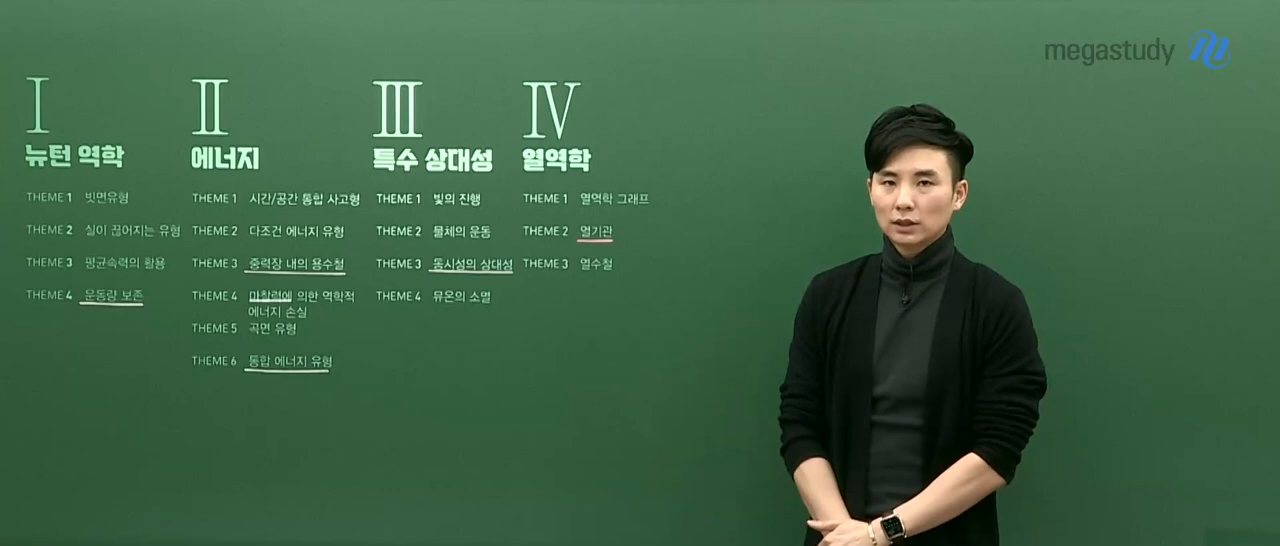 megastudy
I
뉴턴 역학
THEME 1 빗면유형
THEME 2 실이 끊어지는 유형
THEME 3 평균속력의 활용
THEME 4 운동량 보존
II
에너지
THEME 1 시간/공간 통합 사고형
THEME 2 다조건 에너지 유형
THEME 3 중력장 내의 용수철
THEME 4 마찰력에 의한 역학적
에너지 손실
THEME 5 곡면 유형
THEME 6 통합 에너지 유형
III
특수 상대성
THEME 1 빛의 진행
THEME 2 물체의 운동
THEME 3 동시성의 상대성
THEME 4 뮤온의 소멸
IV
열역학
THEME 1 열역학 그래프
THEME 2 열기관
THEME 3 열수철